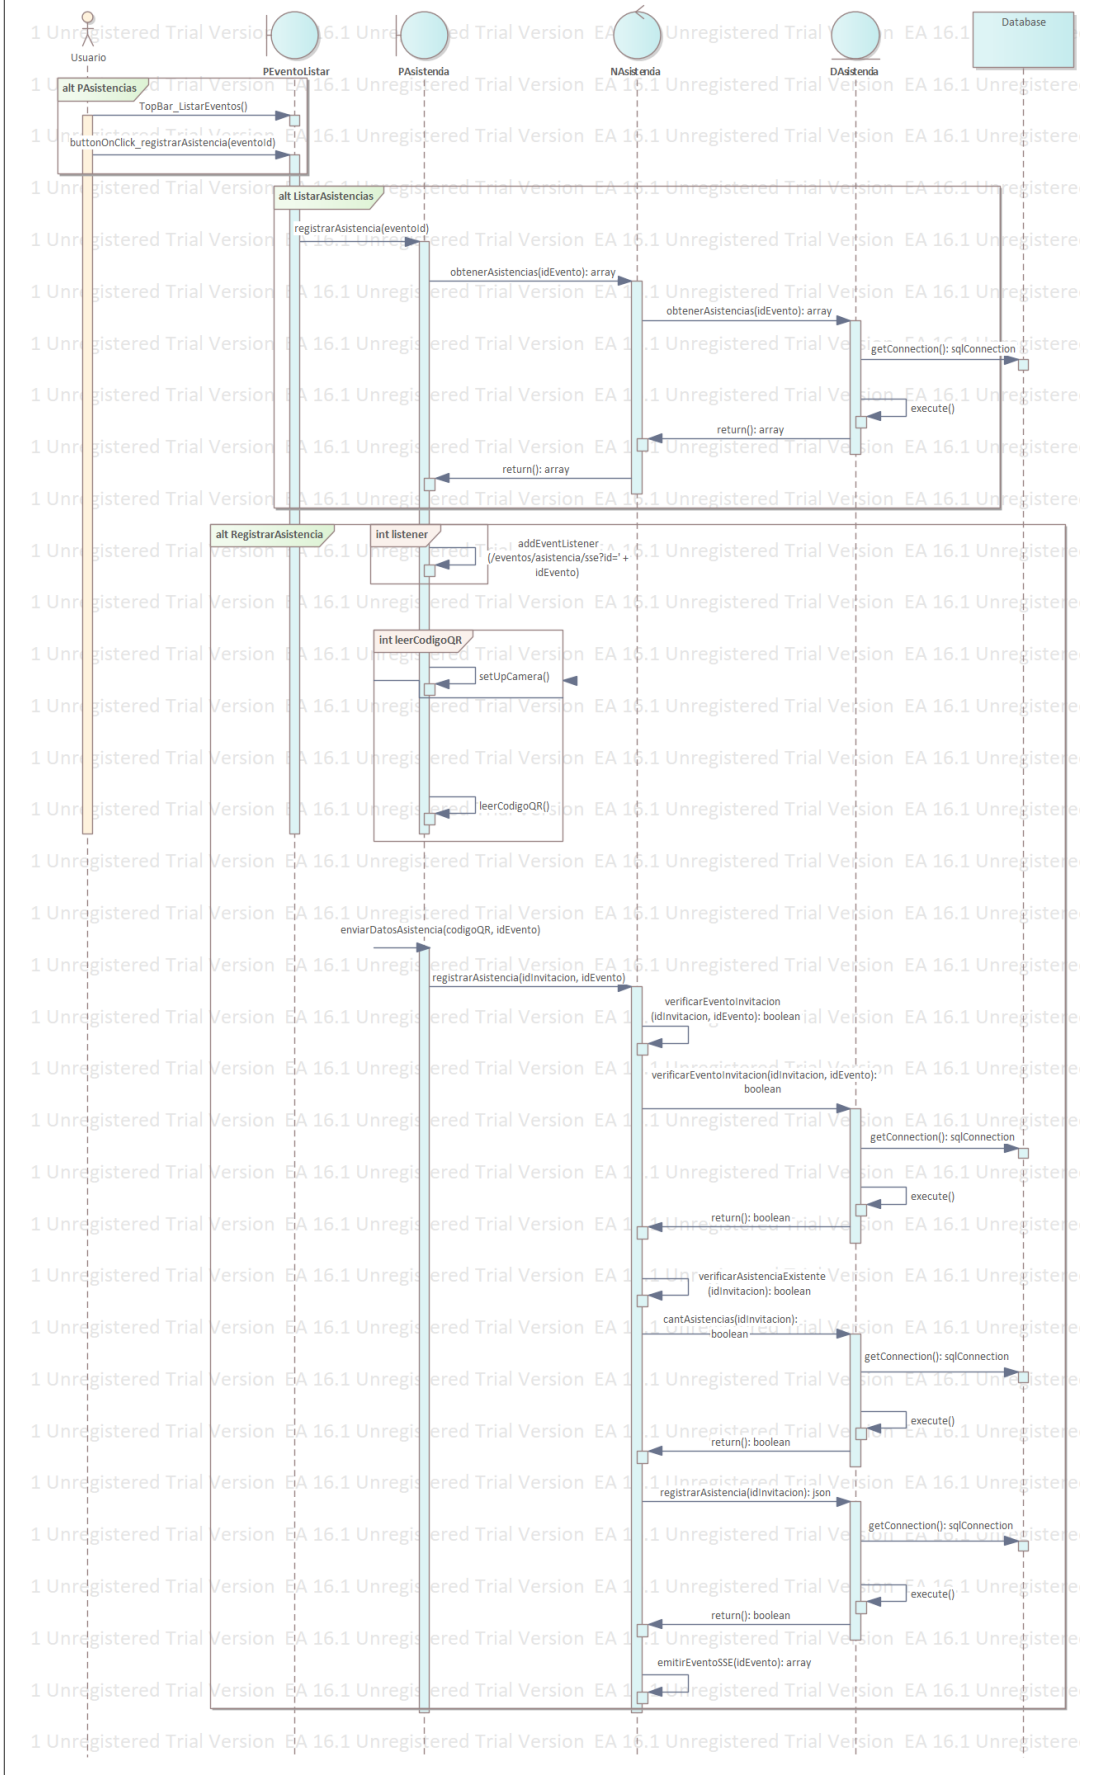 Usuario
PEventoListar
PAsistencia
NAsistencia
DAsistencia
Database
alt PAsistencias
TopBar_ListarEventos()
buttonOnClick_registrarAsistencia(eventoId)
alt ListarAsistencias
registrarAsistencia(eventoId)
obtenerAsistencias(idEvento): array
obtenerAsistencias(idEvento): array
getConnection(): sqlConnection
execute()
return(): array
return(): array
alt RegistrarAsistencia
int listener
addEventListener
(/eventos/asistencia/sse?id=' +
idEvento)
int leerCodigoQR
setUpCamera()
leerCodigoQR()
enviarDatosAsistencia(codigoQR, idEvento)
registrarAsistencia(idInvitacion, idEvento)
verificarEventoInvitacion
(idInvitacion, idEvento): boolean
verificarEventoInvitacion(idInvitacion, idEvento):
boolean
getConnection(): sqlConnection
execute()
return(): boolean
verificarAsistenciaExistente
(idInvitacion): boolean
cantAsistencias(idInvitacion):
boolean
getConnection(): sqlConnection
execute()
return(): boolean
registrarAsistencia(idInvitacion): json
getConnection(): sqlConnection
execute()
return(): boolean
emitirEventoSSE(idEvento): array